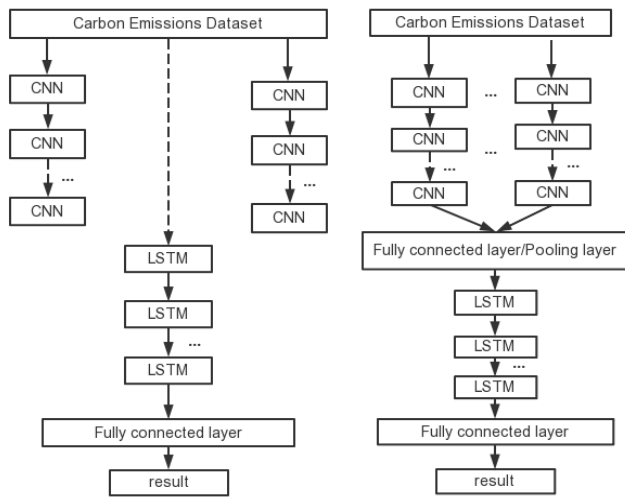 Carbon Emissions Dataset
CNN
CNN
...
CNN
CNN
CNN
...
CNN
LSTM
LSTM
...
LSTM
Fully connected layer
result
Carbon Emissions Dataset
CNN
...
CNN
CNN
...
CNN
...
...
CNN
CNN
Fully connected layer/Pooling layer
LSTM
LSTM
...
LSTM
Fully connected layer
result